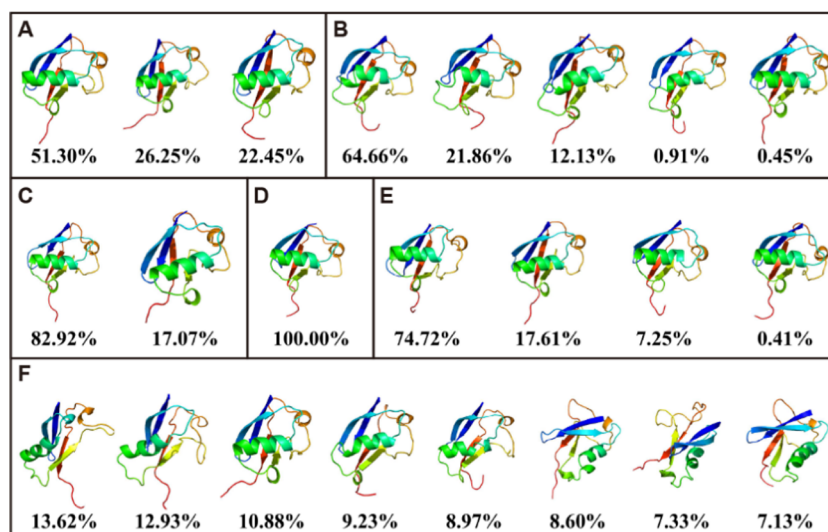 A
51.30% 26.25% 22.45%
B
64.66% 21.86% 12.13% 0.91% 0.45%
C
82.92% 17.07%
D
100.00%
E
74.72% 17.61% 7.25% 0.41%
F
13.62% 12.93% 10.88% 9.23% 8.97% 8.60% 7.33% 7.13%